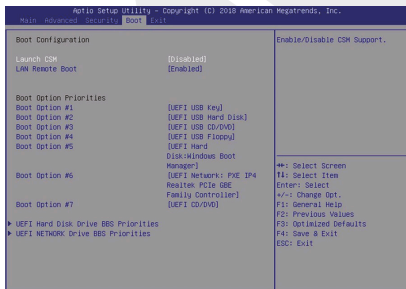 Aptio Setup Utility – Copyright (C) 2018 American Megatrends, Inc.
Main Advanced Security Boot Exit
Boot Configuration
Launch CSM [Disabled]
LAN Remote Boot [Enabled]
Boot Option Priorities
Boot Option #1 [UEFI USB Key]
Boot Option #2 [UEFI USB Hard Disk]
Boot Option #3 [UEFI USB CD/DVD]
Boot Option #4 [UEFI USB Floppy]
Boot Option #5 [UEFI Hard
Disk:Windows Boot
Manager]
Boot Option #6 [UEFI Network: PXE IP4
Realtek PCIe GBE
Family Controller]
Boot Option #7 [UEFI CD/DVD]
▶ UEFI Hard Disk Drive BBS Priorities
▶ UEFI NETWORK Drive BBS Priorities
Enable/Disable CSM Support.
→←: Select Screen
↑↓: Select Item
Enter: Select
+/-: Change Opt.
F1: General Help
F2: Previous Values
F3: Optimized Defaults
F4: Save & Exit
ESC: Exit